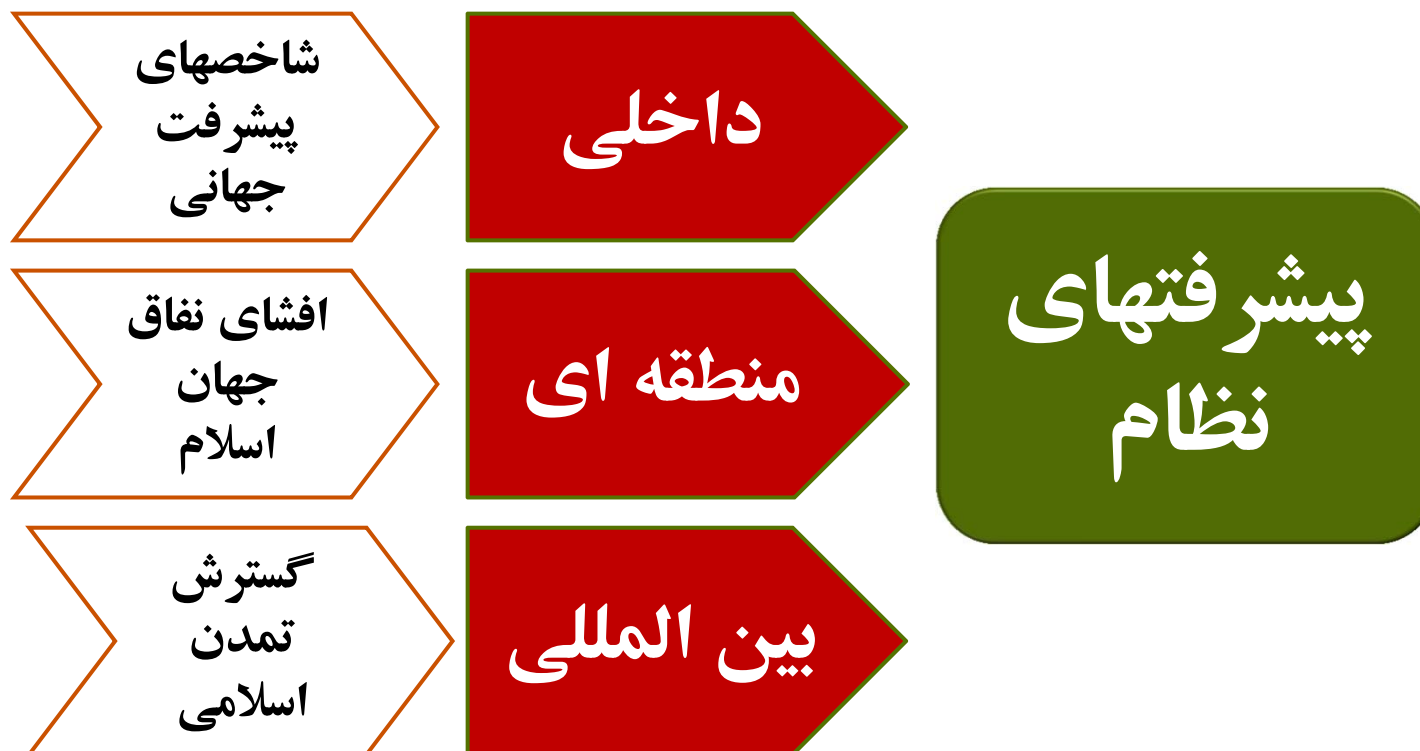 پیشرفتهای
نظام
داخلی
شاخصهای
پیشرفت
جهانی
منطقه ای
افشای نفاق
جهان
اسلام
بین المللی
گسترش
تمدن
اسلامی